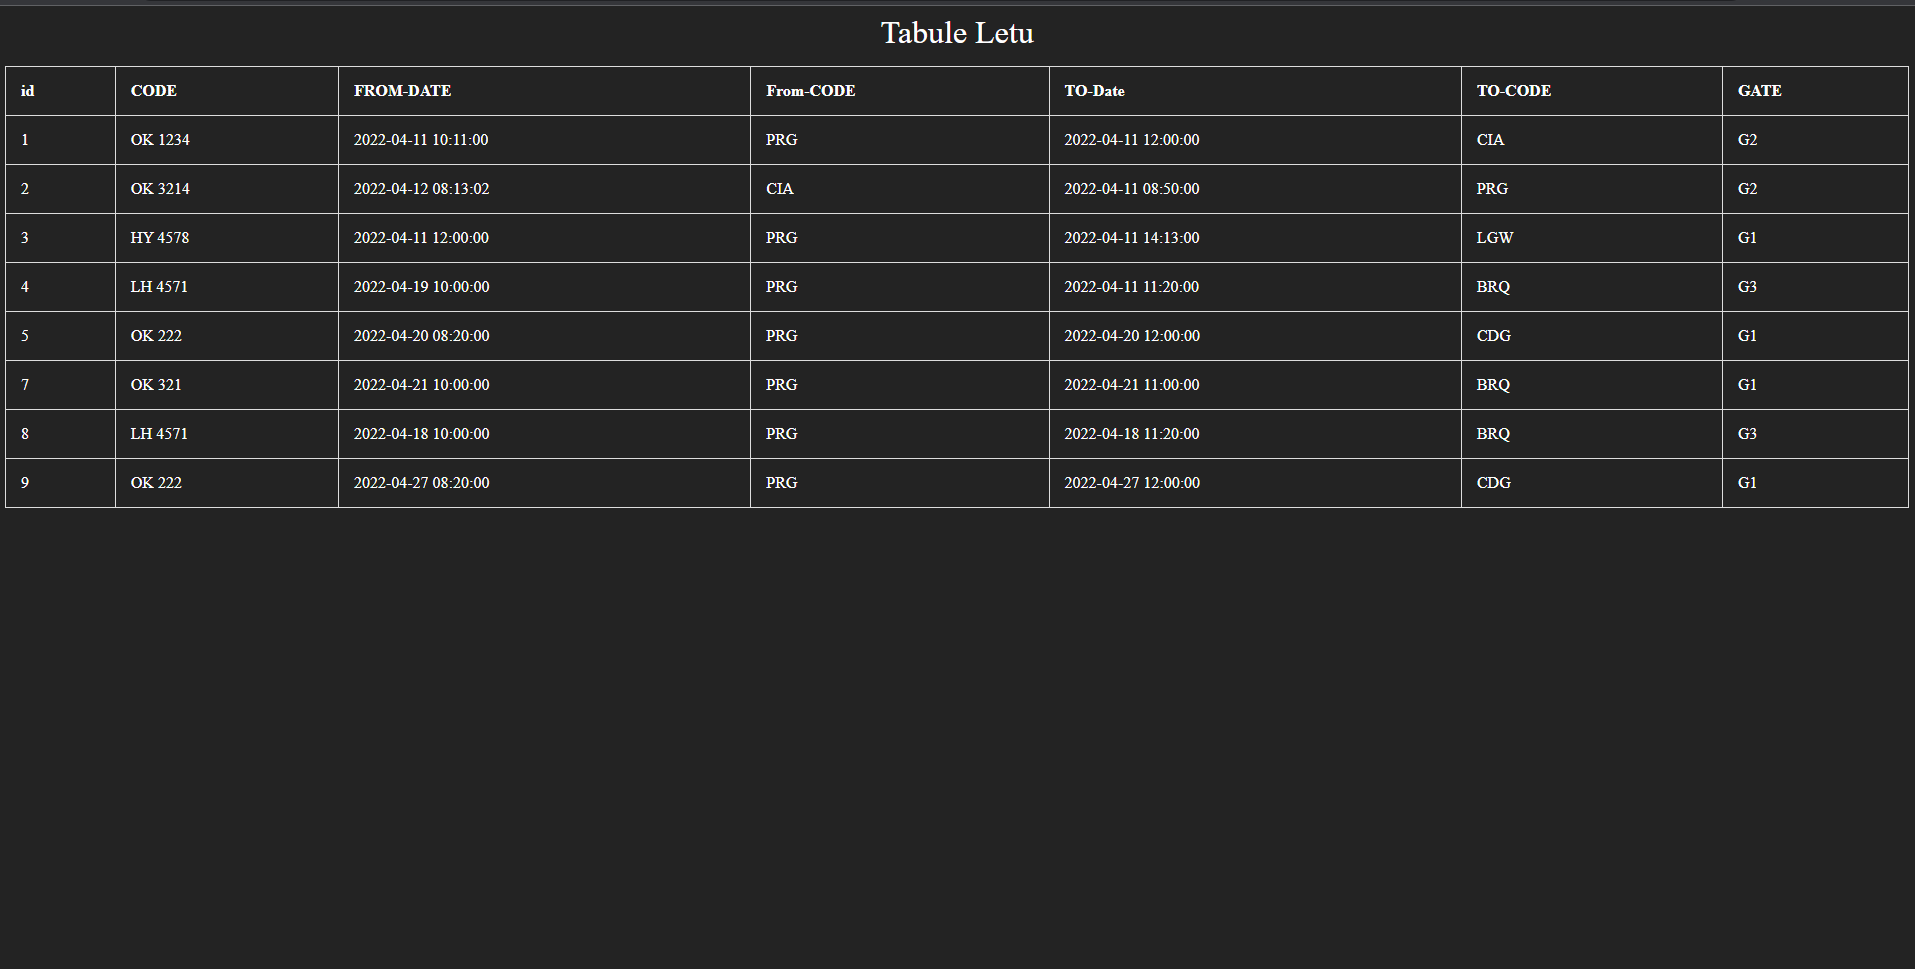 Tabule Letu
id CODE FROM-DATE From-CODE TO-Date TO-CODE GATE
1 OK 1234 2022-04-11 10:11:00 PRG 2022-04-11 12:00:00 CIA G2
2 OK 3214 2022-04-12 08:13:02 CIA 2022-04-11 08:50:00 PRG G2
3 HY 4578 2022-04-11 12:00:00 PRG 2022-04-11 14:13:00 LGW G1
4 LH 4571 2022-04-19 10:00:00 PRG 2022-04-11 11:20:00 BRQ G3
5 OK 222 2022-04-20 08:20:00 PRG 2022-04-20 12:00:00 CDG G1
7 OK 321 2022-04-21 10:00:00 PRG 2022-04-21 11:00:00 BRQ G1
8 LH 4571 2022-04-18 10:00:00 PRG 2022-04-18 11:20:00 BRQ G3
9 OK 222 2022-04-27 08:20:00 PRG 2022-04-27 12:00:00 CDG G1